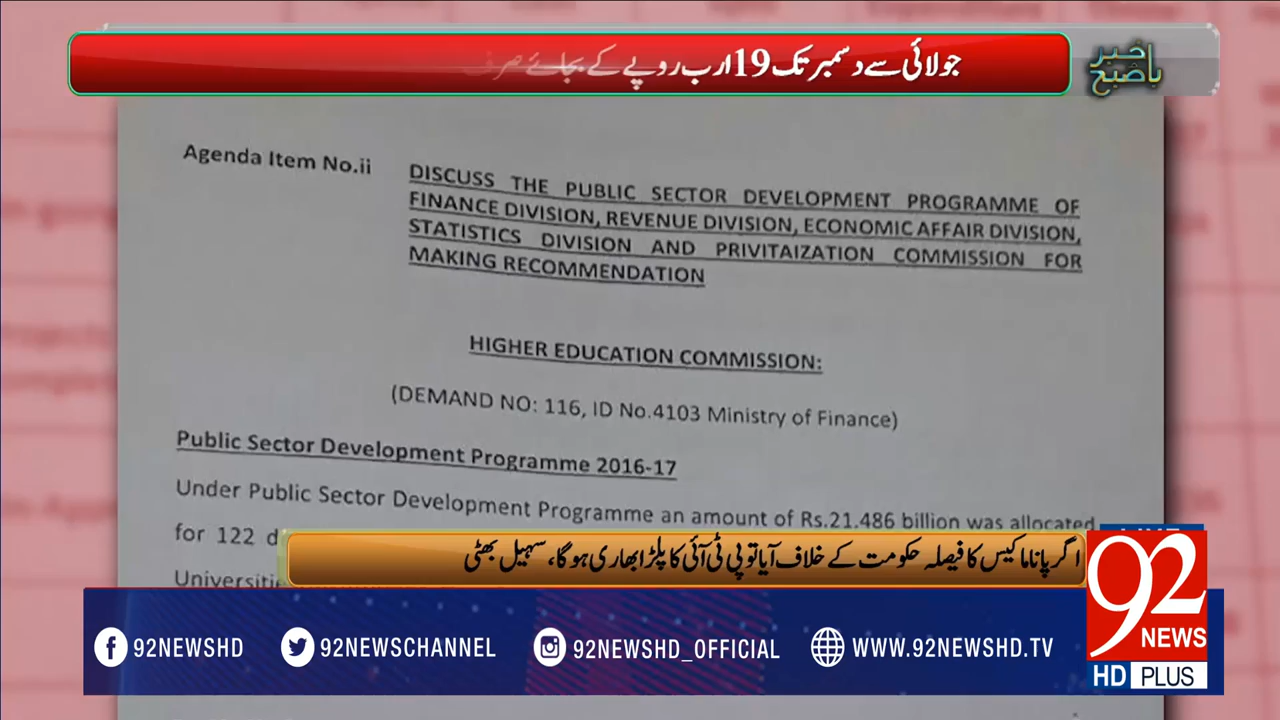 جولائی سے دسمبر تک 19 ارب روپے کے بجائے صرف
باخبر صبح
Agenda Item No.ii
DISCUSS THE PUBLIC SECTOR DEVELOPMENT PROGRAMME OF
FINANCE DIVISION, REVENUE DIVISION, ECONOMIC AFFAIR DIVISION,
STATISTICS DIVISION AND PRIVITAIZATION COMMISSION FOR
MAKING RECOMMENDATION
HIGHER EDUCATION COMMISSION:
(DEMAND NO: 116, ID No.4103 Ministry of Finance)
Public Sector Development Programme 2016-17
Under Public Sector Development Programme an amount of Rs.21.486 billion was allocated
for 122 d
اگر پاناما کیس کا فیصلہ حکومت کے خلاف آیا تو پی ٹی آئی کا پلڑا بھاری ہوگا، سہیل بھٹی
Universiti
92NEWSHD
92NEWSCHANNEL
92NEWSHD_OFFICIAL
WWW.92NEWSHD.TV
92
NEWS
HD PLUS